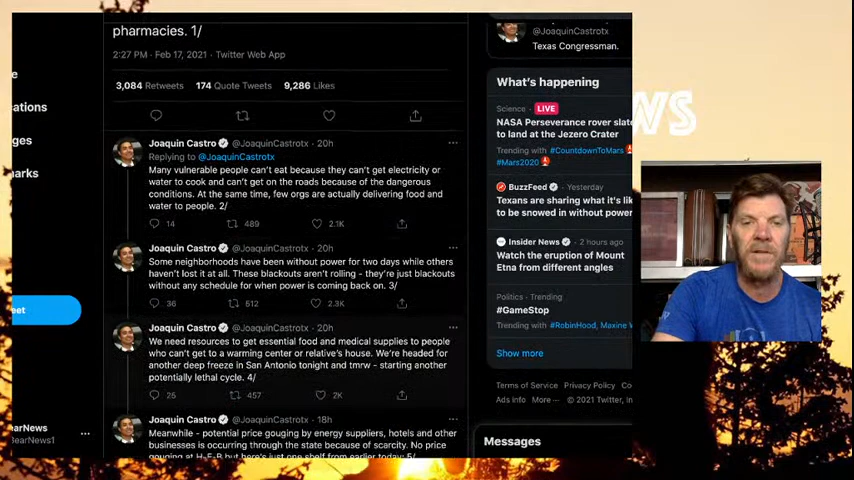 pharmacies. 1/
2:27 PM · Feb 17, 2021 · Twitter Web App
3,084 Retweets 174 Quote Tweets 9,286 Likes
Joaquin Castro @JoaquinCastrotx · 20h
Replying to @JoaquinCastrotx
Many vulnerable people can't eat because they can't get electricity or
water to cook and can't get on the roads because of the dangerous
conditions. At the same time, few orgs are actually delivering food and
water to people. 2/
14 489 2.1K
Joaquin Castro @JoaquinCastrotx · 20h
Some neighborhoods have been without power for two days while others
haven't lost it at all. These blackouts aren't rolling - they're just blackouts
without any schedule for when power is coming back on. 3/
36 512 2.3K
Joaquin Castro @JoaquinCastrotx · 20h
We need resources to get essential food and medical supplies to people
who can't get to a warming center or relative's house. We're headed for
another deep freeze in San Antonio tonight and tmrw - starting another
potentially lethal cycle. 4/
25 457 2K
Joaquin Castro @JoaquinCastrotx · 18h
Meanwhile - potential price gouging by energy suppliers, hotels and other
businesses is occurring through the state because of scarcity. No price
gouging at H-E-B but here's just one shelf from earlier today: 5/
@JoaquinCastrotx
Texas Congressman.
What's happening
Science · LIVE
NASA Perseverance rover slate
to land at the Jezero Crater
Trending with #CountdownToMars
#Mars2020
BuzzFeed · Yesterday
Texans are sharing what it's lik
to be snowed in without power
Insider News · 2 hours ago
Watch the eruption of Mount
Etna from different angles
Politics · Trending
#GameStop
Trending with #RobinHood, Maxine
Show more
Terms of Service Privacy Policy Co
Ads info More ··· © 2021 Twitter, In
Messages
e
ations
ges
arks
eet
earNews
earNews1
WS